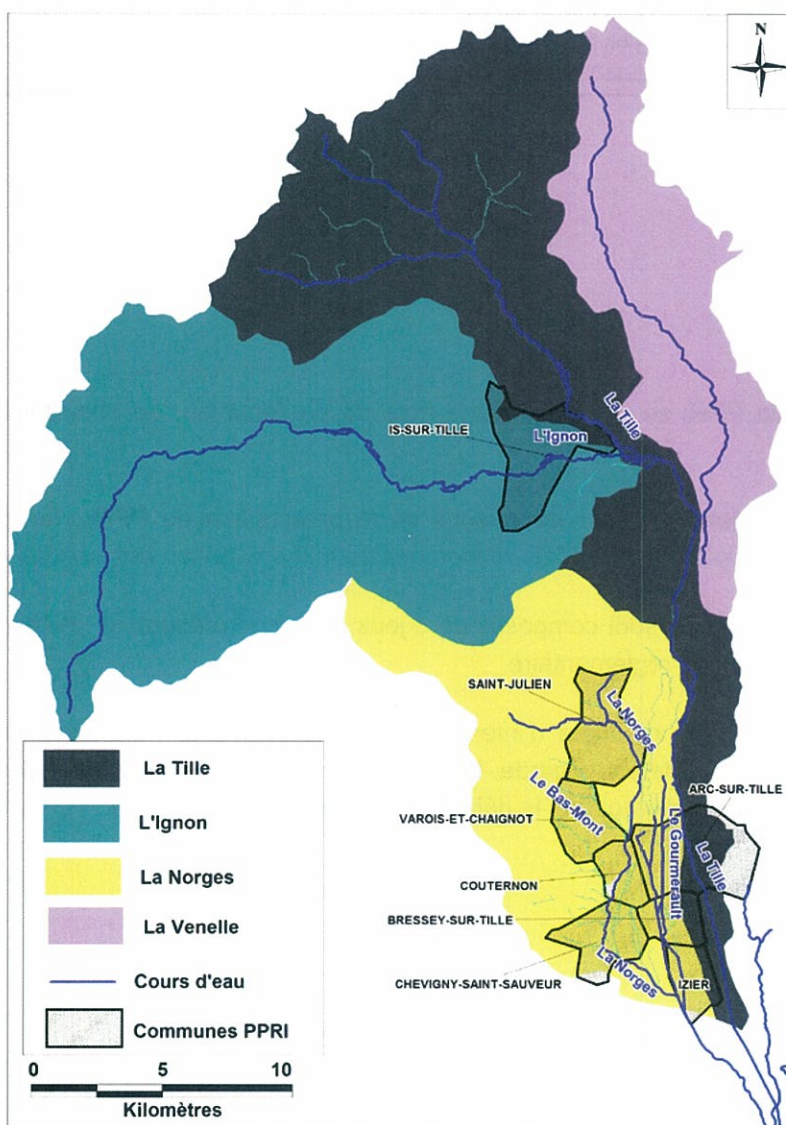 N
La Tille
IS-SUR-TILLE
L'Ignon
SAINT-JULIEN
La Norges
Le Bas-Mont
ARC-SUR-TILLE
VAROIS-ET-CHAIGNOT
Le Gourmerault
La Tille
COUTERNON
BRESSEY-SUR-TILLE
La Norges
CHEVIGNY-SAINT-SAUVEUR
IZIER
La Tille
L'Ignon
La Norges
La Venelle
Cours d'eau
Communes PPRI
0 5 10
Kilomètres